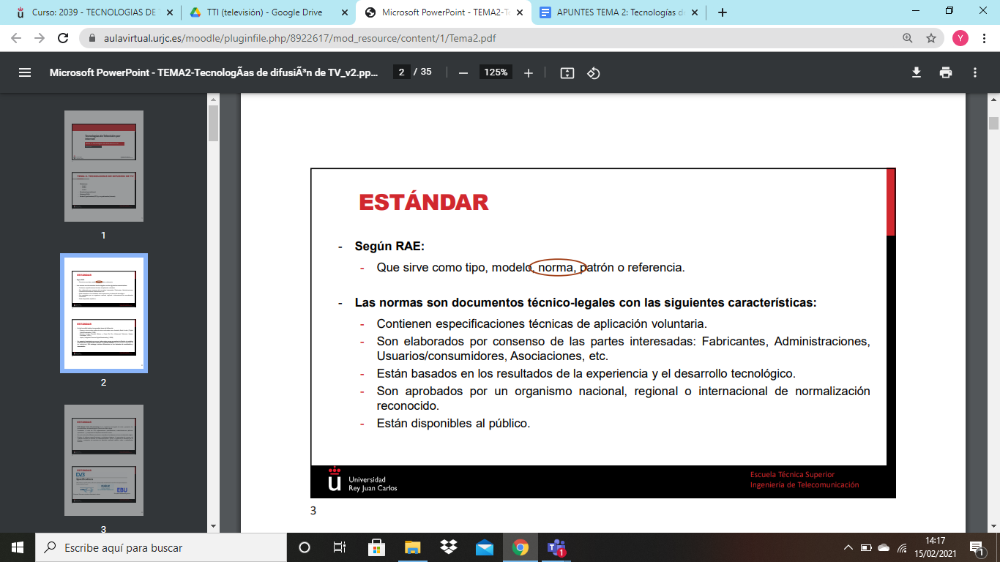 Curso: 2039 - TECNOLOGIAS DE T
TTI (televisión) - Google Drive
Microsoft PowerPoint - TEMA2-Te
APUNTES TEMA 2: Tecnologías de
aulavirtual.urjc.es/moodle/pluginfile.php/8922617/mod_resource/content/1/Tema2.pdf
Y
Microsoft PowerPoint - TEMA2-TecnologÃas de difusiÃ³n de TV_v2.pp...
2 / 35
125%
1
2
3
ESTÁNDAR
- Según RAE:
- Que sirve como tipo, modelo, norma, patrón o referencia.
- Las normas son documentos técnico-legales con las siguientes características:
- Contienen especificaciones técnicas de aplicación voluntaria.
- Son elaborados por consenso de las partes interesadas: Fabricantes, Administraciones,
Usuarios/consumidores, Asociaciones, etc.
- Están basados en los resultados de la experiencia y el desarrollo tecnológico.
- Son aprobados por un organismo nacional, regional o internacional de normalización
reconocido.
- Están disponibles al público.
Universidad
Rey Juan Carlos
Escuela Técnica Superior
Ingeniería de Telecomunicación
3
Escribe aquí para buscar
1
14:17
15/02/2021
1